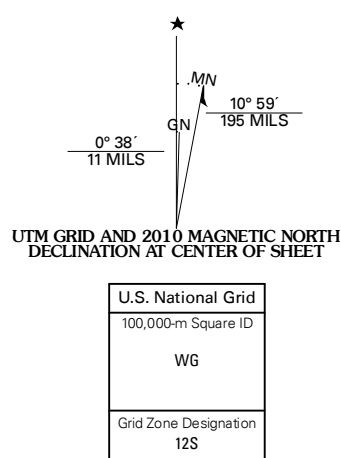 MN
GN
10° 59´
195 MILS
0° 38´
11 MILS
UTM GRID AND 2010 MAGNETIC NORTH
DECLINATION AT CENTER OF SHEET
U.S. National Grid
100,000-m Square ID
WG
Grid Zone Designation
12S